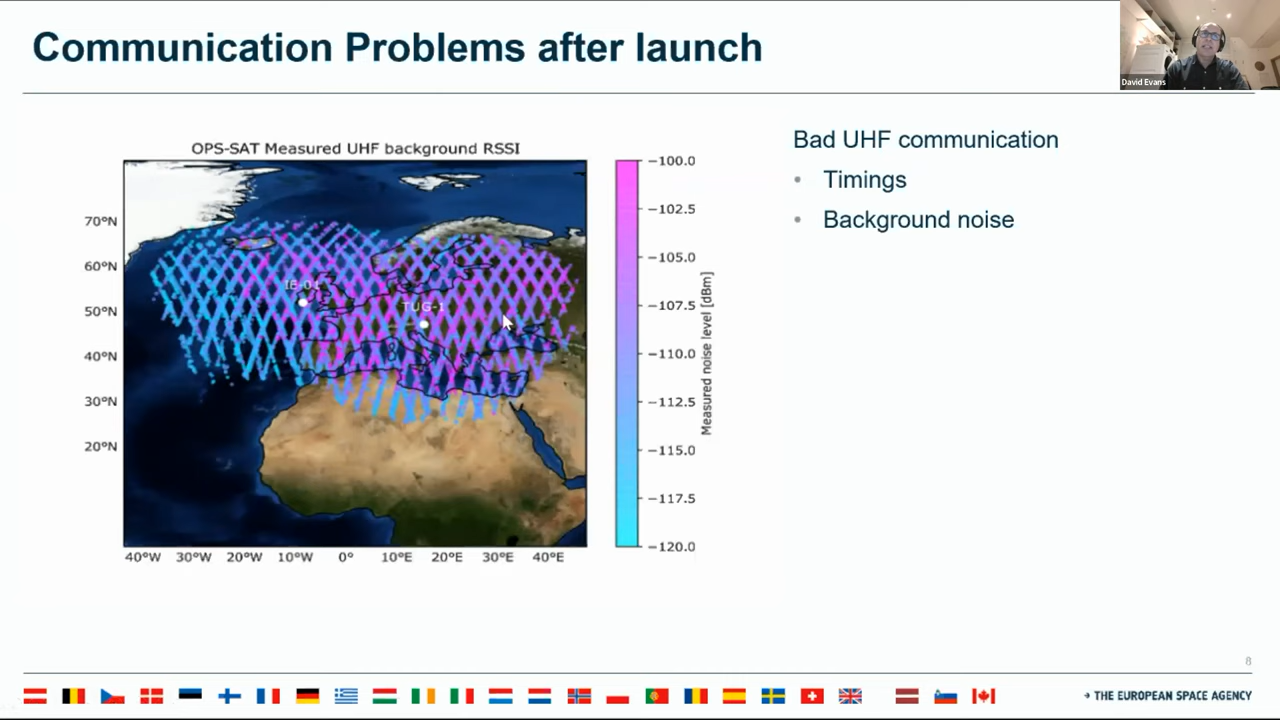 Communication Problems after launch
David Evans
OPS-SAT Measured UHF background RSSI
70°N
60°N
50°N
40°N
30°N
20°N
40°W 30°W 20°W 10°W 0° 10°E 20°E 30°E 40°E
IE-01
TUG-1
−100.0
−102.5
−105.0
−107.5
−110.0
−112.5
−115.0
−117.5
−120.0
Measured noise level [dBm]
Bad UHF communication
• Timings
• Background noise
8
→ THE EUROPEAN SPACE AGENCY